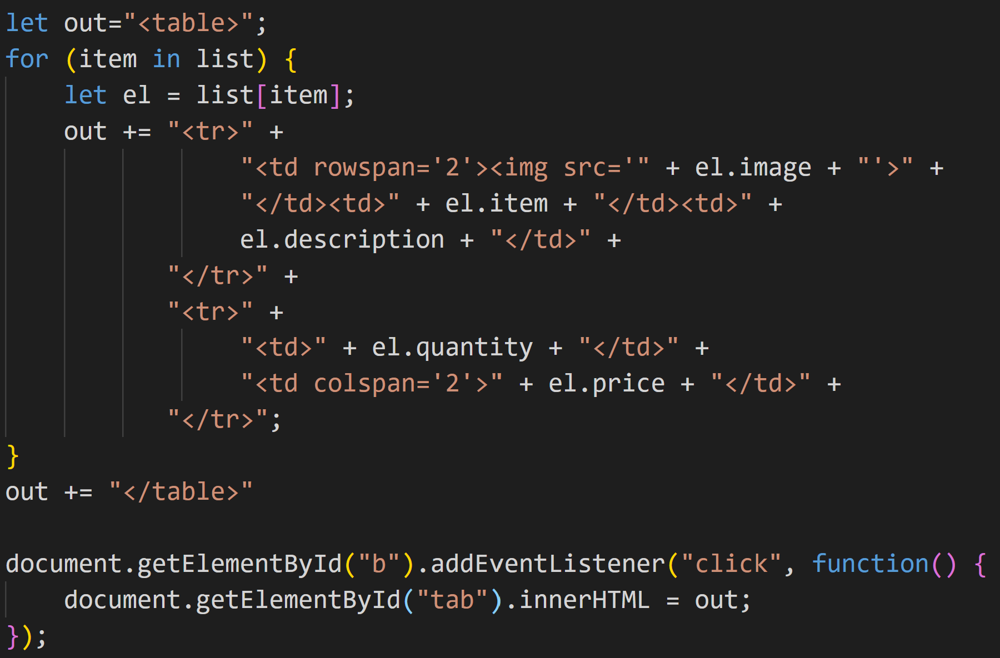 let out="<table>";
for (item in list) {
    let el = list[item];
    out += "<tr>" +
                "<td rowspan='2'><img src='" + el.image + "'>" +
                "</td><td>" + el.item + "</td><td>" +
                el.description + "</td>" +
           "</tr>" +
           "<tr>" +
                "<td>" + el.quantity + "</td>" +
                "<td colspan='2'>" + el.price + "</td>" +
           "</tr>";
}
out += "</table>"

document.getElementById("b").addEventListener("click", function() {
    document.getElementById("tab").innerHTML = out;
});